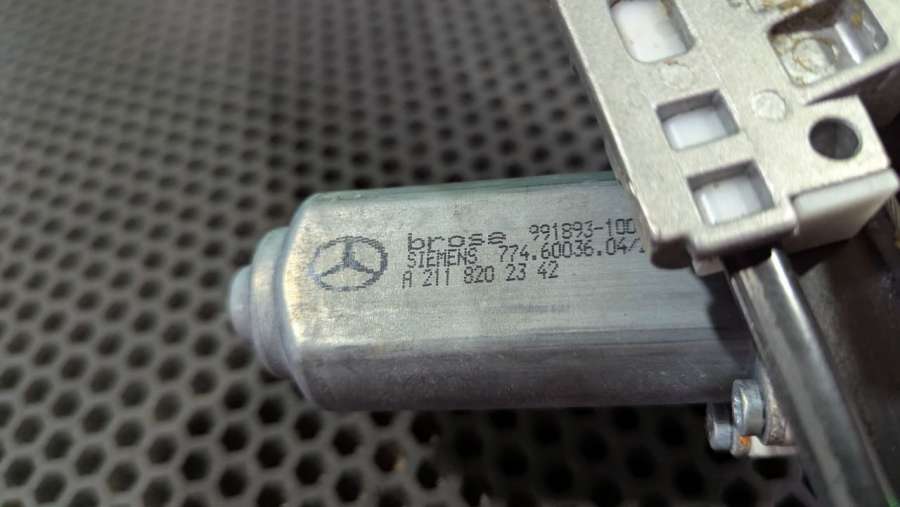 brose 991893-100
SIEMENS 774.60036.04/
A 211 820 23 42